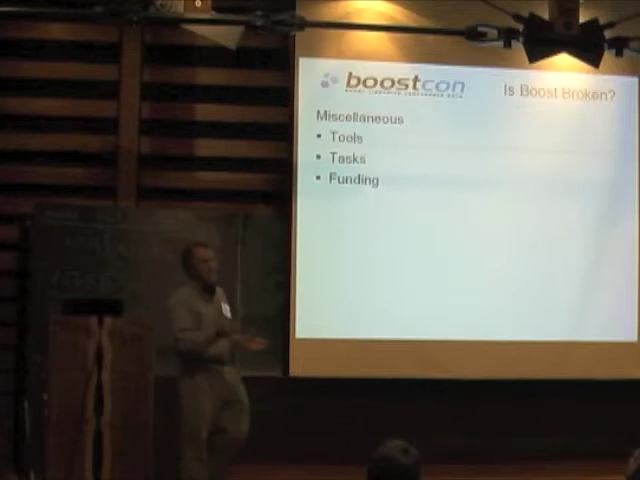 boostcon
Is Boost Broken?
Miscellaneous
▪ Tools
▪ Tasks
▪ Funding